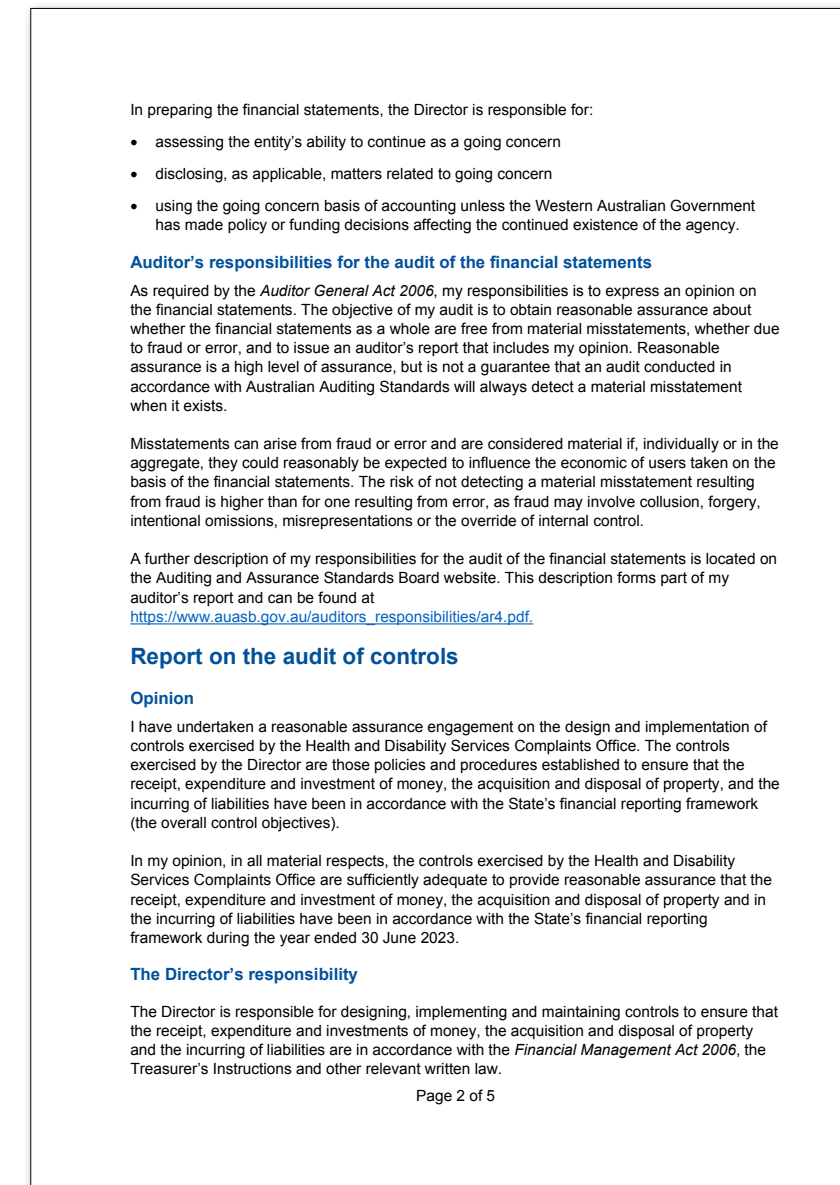 In preparing the financial statements, the Director is responsible for:
• assessing the entity’s ability to continue as a going concern
• disclosing, as applicable, matters related to going concern
• using the going concern basis of accounting unless the Western Australian Government
has made policy or funding decisions affecting the continued existence of the agency.
Auditor’s responsibilities for the audit of the financial statements
As required by the Auditor General Act 2006, my responsibilities is to express an opinion on
the financial statements. The objective of my audit is to obtain reasonable assurance about
whether the financial statements as a whole are free from material misstatements, whether due
to fraud or error, and to issue an auditor’s report that includes my opinion. Reasonable
assurance is a high level of assurance, but is not a guarantee that an audit conducted in
accordance with Australian Auditing Standards will always detect a material misstatement
when it exists.
Misstatements can arise from fraud or error and are considered material if, individually or in the
aggregate, they could reasonably be expected to influence the economic of users taken on the
basis of the financial statements. The risk of not detecting a material misstatement resulting
from fraud is higher than for one resulting from error, as fraud may involve collusion, forgery,
intentional omissions, misrepresentations or the override of internal control.
A further description of my responsibilities for the audit of the financial statements is located on
the Auditing and Assurance Standards Board website. This description forms part of my
auditor’s report and can be found at
https://www.auasb.gov.au/auditors_responsibilities/ar4.pdf.
Report on the audit of controls
Opinion
I have undertaken a reasonable assurance engagement on the design and implementation of
controls exercised by the Health and Disability Services Complaints Office. The controls
exercised by the Director are those policies and procedures established to ensure that the
receipt, expenditure and investment of money, the acquisition and disposal of property, and the
incurring of liabilities have been in accordance with the State’s financial reporting framework
(the overall control objectives).
In my opinion, in all material respects, the controls exercised by the Health and Disability
Services Complaints Office are sufficiently adequate to provide reasonable assurance that the
receipt, expenditure and investment of money, the acquisition and disposal of property and in
the incurring of liabilities have been in accordance with the State’s financial reporting
framework during the year ended 30 June 2023.
The Director’s responsibility
The Director is responsible for designing, implementing and maintaining controls to ensure that
the receipt, expenditure and investments of money, the acquisition and disposal of property
and the incurring of liabilities are in accordance with the Financial Management Act 2006, the
Treasurer’s Instructions and other relevant written law.
Page 2 of 5